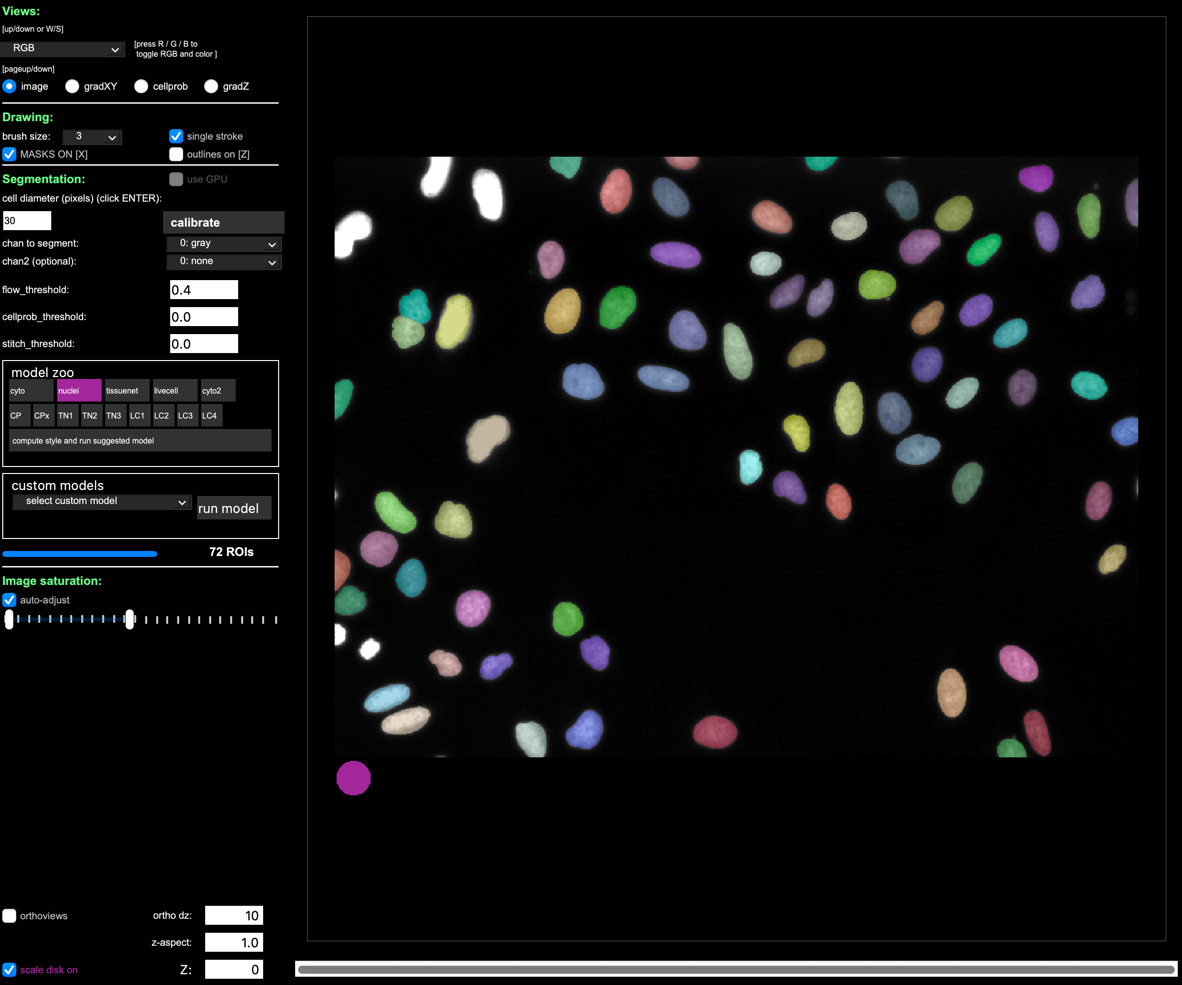 Views:
[up/down or W/S]
RGB
[press R / G / B to
toggle RGB and color ]
[pageup/down]
image gradXY cellprob gradZ
Drawing:
brush size: 3 single stroke
MASKS ON [X] outlines on [Z]
Segmentation: use GPU
cell diameter (pixels) (click ENTER):
30 calibrate
chan to segment: 0: gray
chan2 (optional): 0: none
flow_threshold: 0.4
cellprob_threshold: 0.0
stitch_threshold: 0.0
model zoo
cyto nuclei tissuenet livecell cyto2
CP CPx TN1 TN2 TN3 LC1 LC2 LC3 LC4
compute style and run suggested model
custom models
select custom model run model
72 ROIs
Image saturation:
auto-adjust
orthoviews ortho dz: 10
z-aspect: 1.0
scale disk on Z: 0